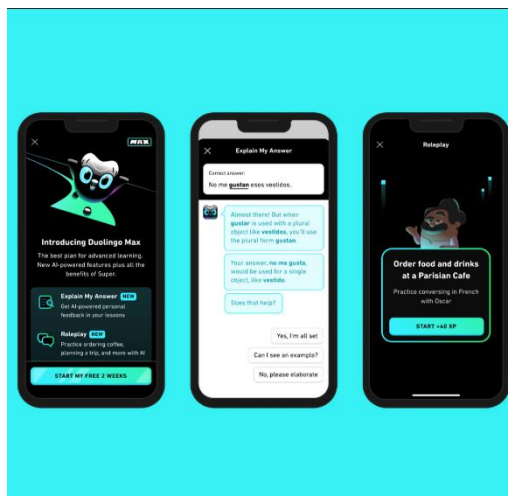 MAX
Introducing Duolingo Max
The best plan for advanced learning.
New AI-powered features plus all the
benefits of Super.
Explain My Answer NEW
Get AI-powered personal
feedback in your lessons
Roleplay NEW
Practice ordering coffee,
planning a trip, and more with AI
START MY FREE 2 WEEKS
Explain My Answer
Correct answer:
No me gustan esos vestidos.
Almost there! But when
gustar is used with a plural
object like vestidos, you'll use
the plural form gustan.
Your answer, no me gusta,
would be used for a single
object, like vestido.
Does that help?
Yes, I'm all set
Can I see an example?
No, please elaborate
Roleplay
Order food and drinks
at a Parisian Cafe
Practice conversing in French
with Oscar
START +40 XP